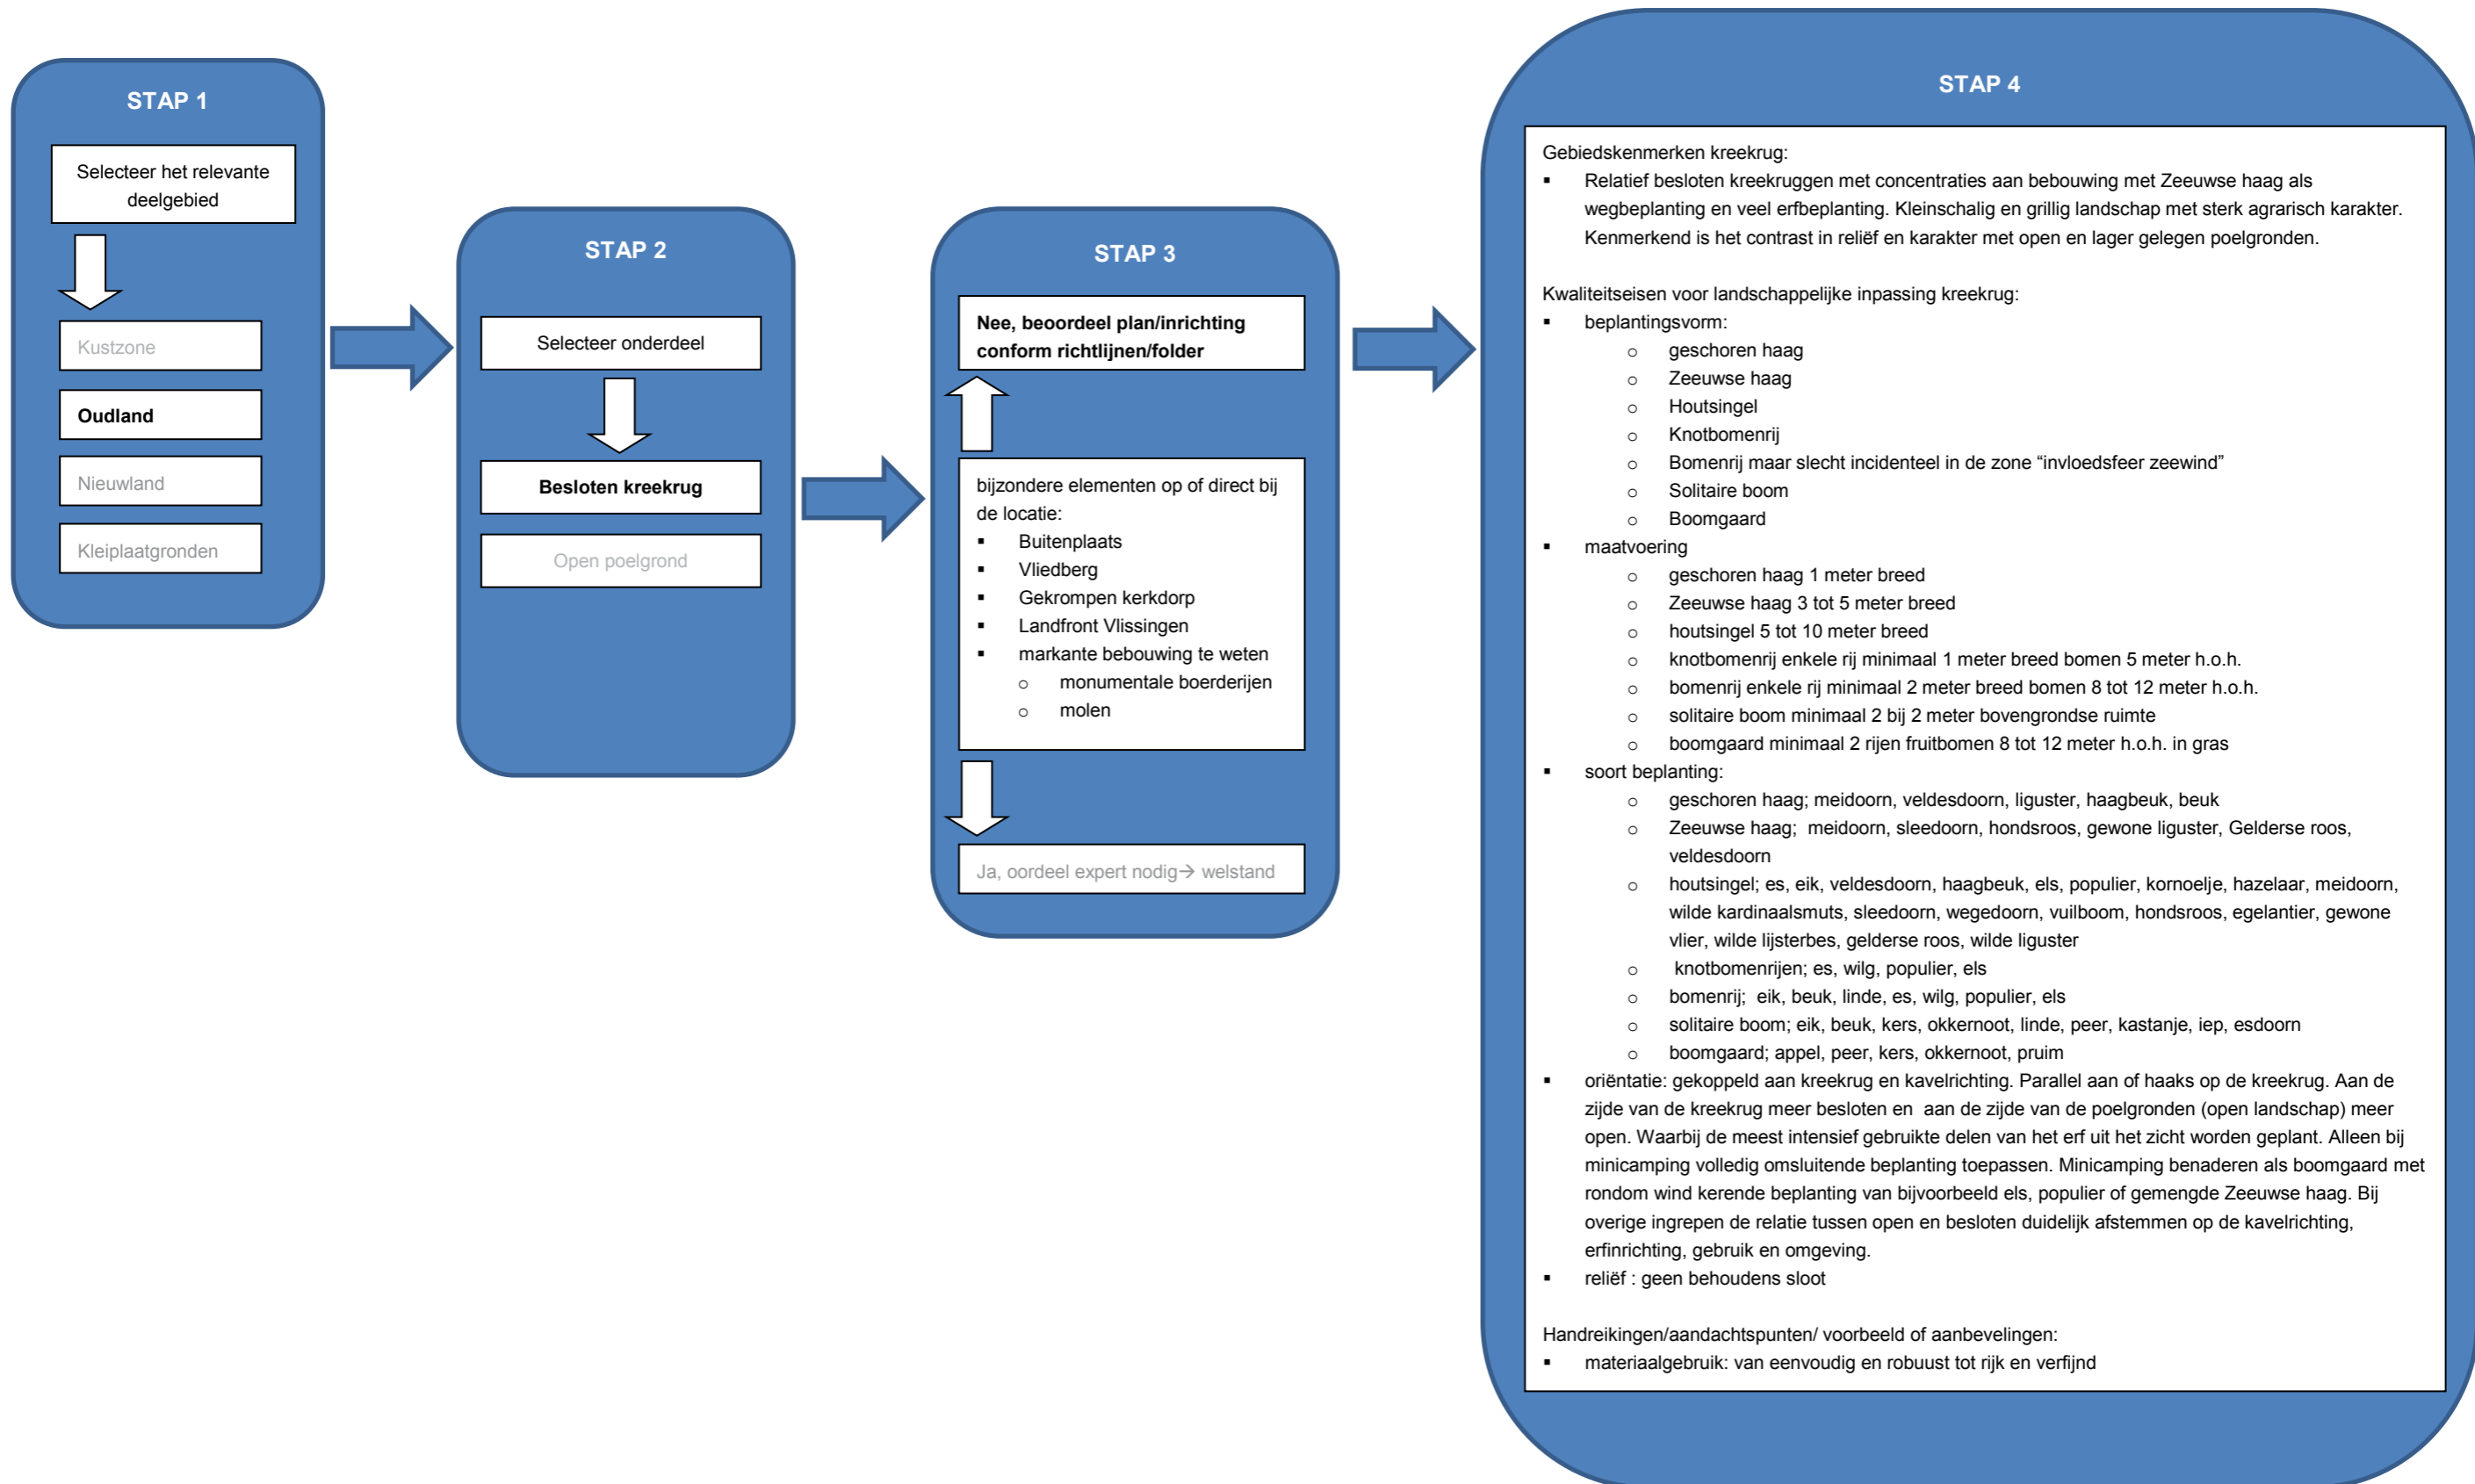 STAP 1
Selecteer het relevante
deelgebied
Kustzone
Oudland
Nieuwland
Kleiplaatgronden
STAP 2
Selecteer onderdeel
Besloten kreekrug
Open poelgrond
STAP 3
Nee, beoordeel plan/inrichting
conform richtlijnen/folder
bijzondere elementen op of direct bij
de locatie:
▪ Buitenplaats
▪ Vliedberg
▪ Gekrompen kerkdorp
▪ Landfront Vlissingen
▪ markante bebouwing te weten
o monumentale boerderijen
o molen
Ja, oordeel expert nodig→ welstand
STAP 4
Gebiedskenmerken kreekrug:
▪ Relatief besloten kreekruggen met concentraties aan bebouwing met Zeeuwse haag als
wegbeplanting en veel erfbeplanting. Kleinschalig en grillig landschap met sterk agrarisch karakter.
Kenmerkend is het contrast in reliëf en karakter met open en lager gelegen poelgronden.
Kwaliteitseisen voor landschappelijke inpassing kreekrug:
▪ beplantingsvorm:
o geschoren haag
o Zeeuwse haag
o Houtsingel
o Knotbomenrij
o Bomenrij maar slecht incidenteel in de zone “invloedsfeer zeewind”
o Solitaire boom
o Boomgaard
▪ maatvoering
o geschoren haag 1 meter breed
o Zeeuwse haag 3 tot 5 meter breed
o houtsingel 5 tot 10 meter breed
o knotbomenrij enkele rij minimaal 1 meter breed bomen 5 meter h.o.h.
o bomenrij enkele rij minimaal 2 meter breed bomen 8 tot 12 meter h.o.h.
o solitaire boom minimaal 2 bij 2 meter bovengrondse ruimte
o boomgaard minimaal 2 rijen fruitbomen 8 tot 12 meter h.o.h. in gras
▪ soort beplanting:
o geschoren haag; meidoorn, veldesdoorn, liguster, haagbeuk, beuk
o Zeeuwse haag; meidoorn, sleedoorn, hondsroos, gewone liguster, Gelderse roos,
veldesdoorn
o houtsingel; es, eik, veldesdoorn, haagbeuk, els, populier, kornoelje, hazelaar, meidoorn,
wilde kardinaalsmuts, sleedoorn, wegedoorn, vuilboom, hondsroos, egelantier, gewone
vlier, wilde lijsterbes, gelderse roos, wilde liguster
o knotbomenrijen; es, wilg, populier, els
o bomenrij; eik, beuk, linde, es, wilg, populier, els
o solitaire boom; eik, beuk, kers, okkernoot, linde, peer, kastanje, iep, esdoorn
o boomgaard; appel, peer, kers, okkernoot, pruim
▪ oriëntatie: gekoppeld aan kreekrug en kavelrichting. Parallel aan of haaks op de kreekrug. Aan de
zijde van de kreekrug meer besloten en aan de zijde van de poelgronden (open landschap) meer
open. Waarbij de meest intensief gebruikte delen van het erf uit het zicht worden geplant. Alleen bij
minicamping volledig omsluitende beplanting toepassen. Minicamping benaderen als boomgaard met
rondom wind kerende beplanting van bijvoorbeeld els, populier of gemengde Zeeuwse haag. Bij
overige ingrepen de relatie tussen open en besloten duidelijk afstemmen op de kavelrichting,
erfinrichting, gebruik en omgeving.
▪ reliëf : geen behoudens sloot
Handreikingen/aandachtspunten/ voorbeeld of aanbevelingen:
▪ materiaalgebruik: van eenvoudig en robuust tot rijk en verfijnd